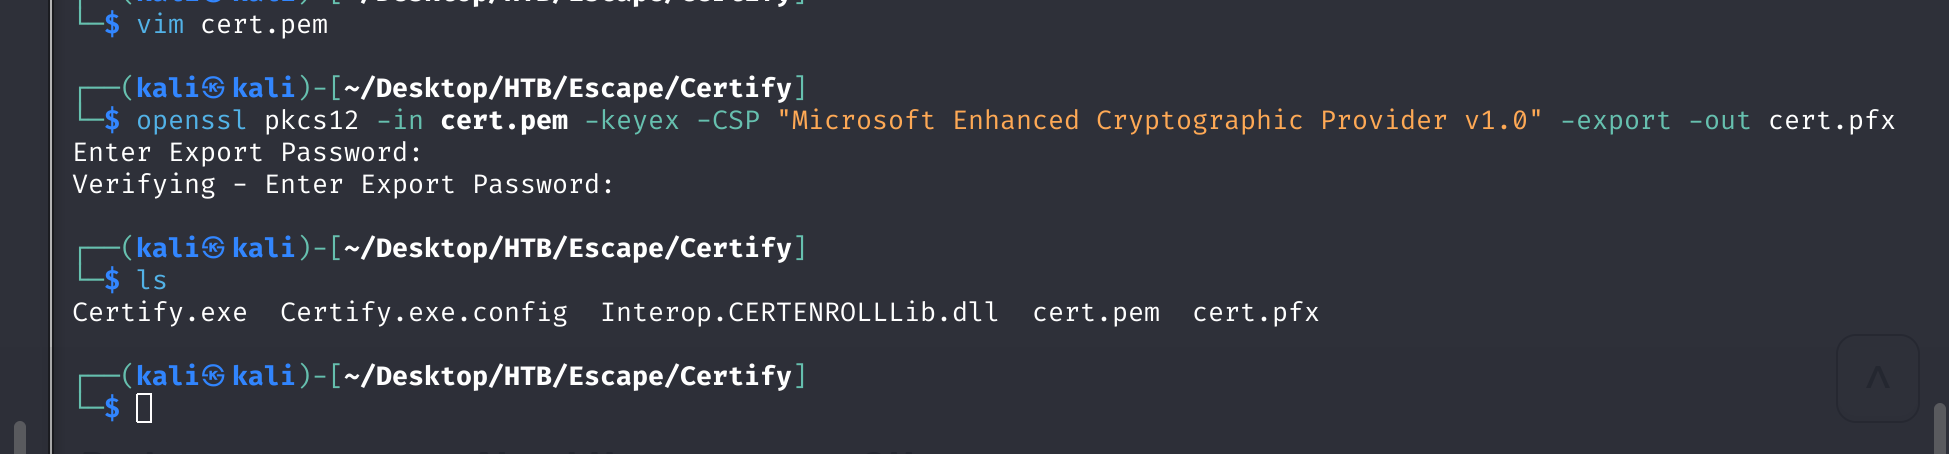 └─$ vim cert.pem
┌──(kali㉿kali)-[~/Desktop/HTB/Escape/Certify]
└─$ openssl pkcs12 -in cert.pem -keyex -CSP "Microsoft Enhanced Cryptographic Provider v1.0" -export -out cert.pfx
Enter Export Password:
Verifying - Enter Export Password:
┌──(kali㉿kali)-[~/Desktop/HTB/Escape/Certify]
└─$ ls
Certify.exe  Certify.exe.config  Interop.CERTENROLLLib.dll  cert.pem  cert.pfx
┌──(kali㉿kali)-[~/Desktop/HTB/Escape/Certify]
└─$